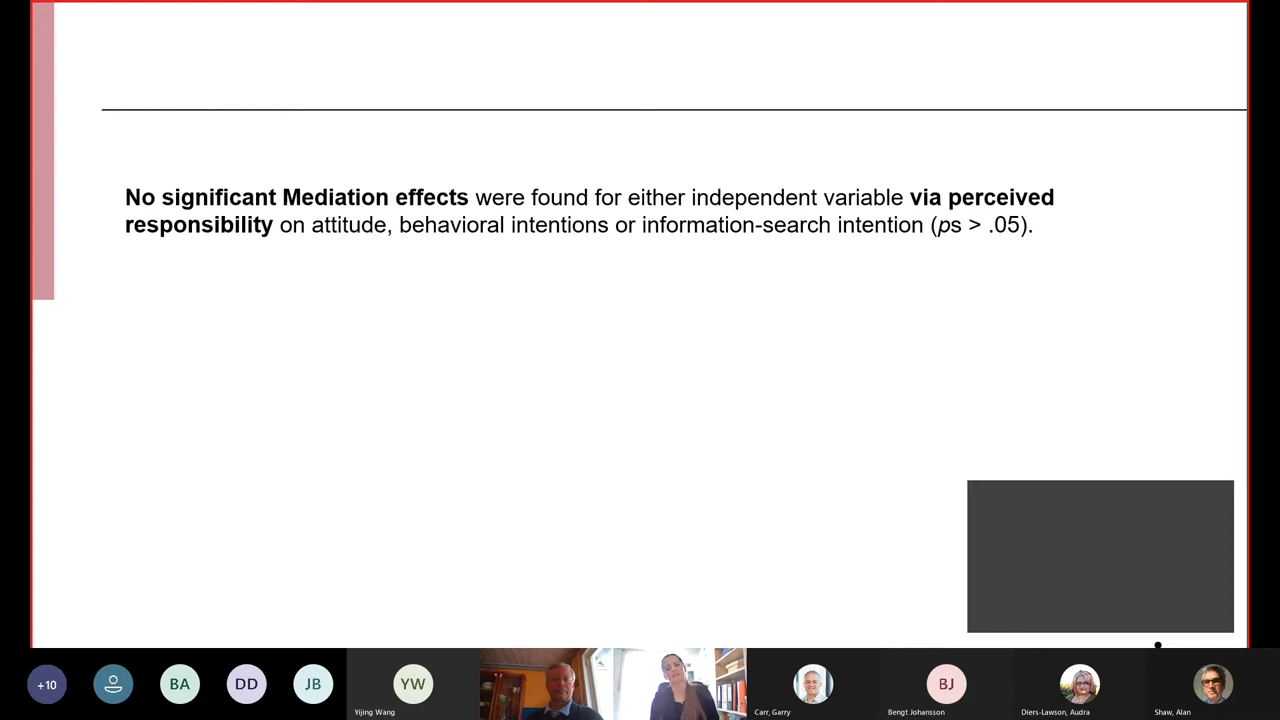 No significant Mediation effects were found for either independent variable via perceived
responsibility on attitude, behavioral intentions or information-search intention (ps > .05).
+10
BA
DD
JB
YW
Yijing Wang
Carr, Garry
BJ
Bengt Johansson
Diers-Lawson, Audra
Shaw, Alan